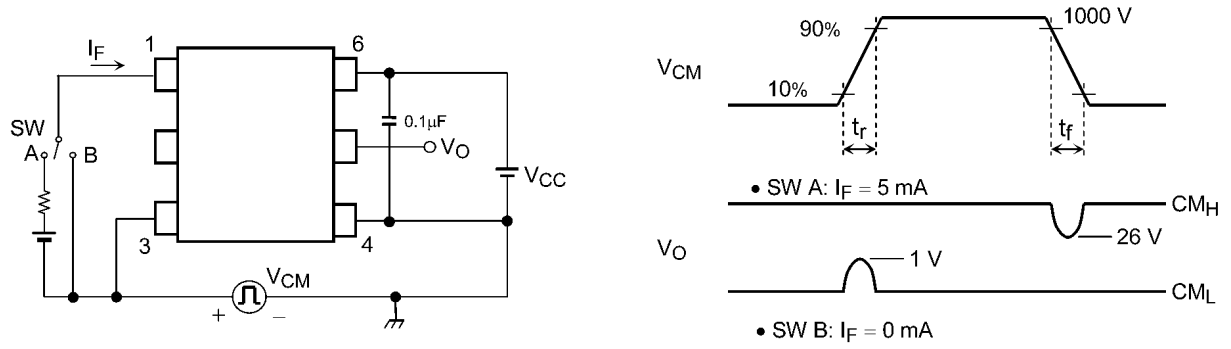 I_F
1
6
SW
A
B
0.1μF
V_O
V_CC
3
4
V_CM
+
−
V_CM
90%
10%
1000 V
t_r
t_f
• SW A: I_F = 5 mA
CM_H
26 V
V_O
1 V
CM_L
• SW B: I_F = 0 mA